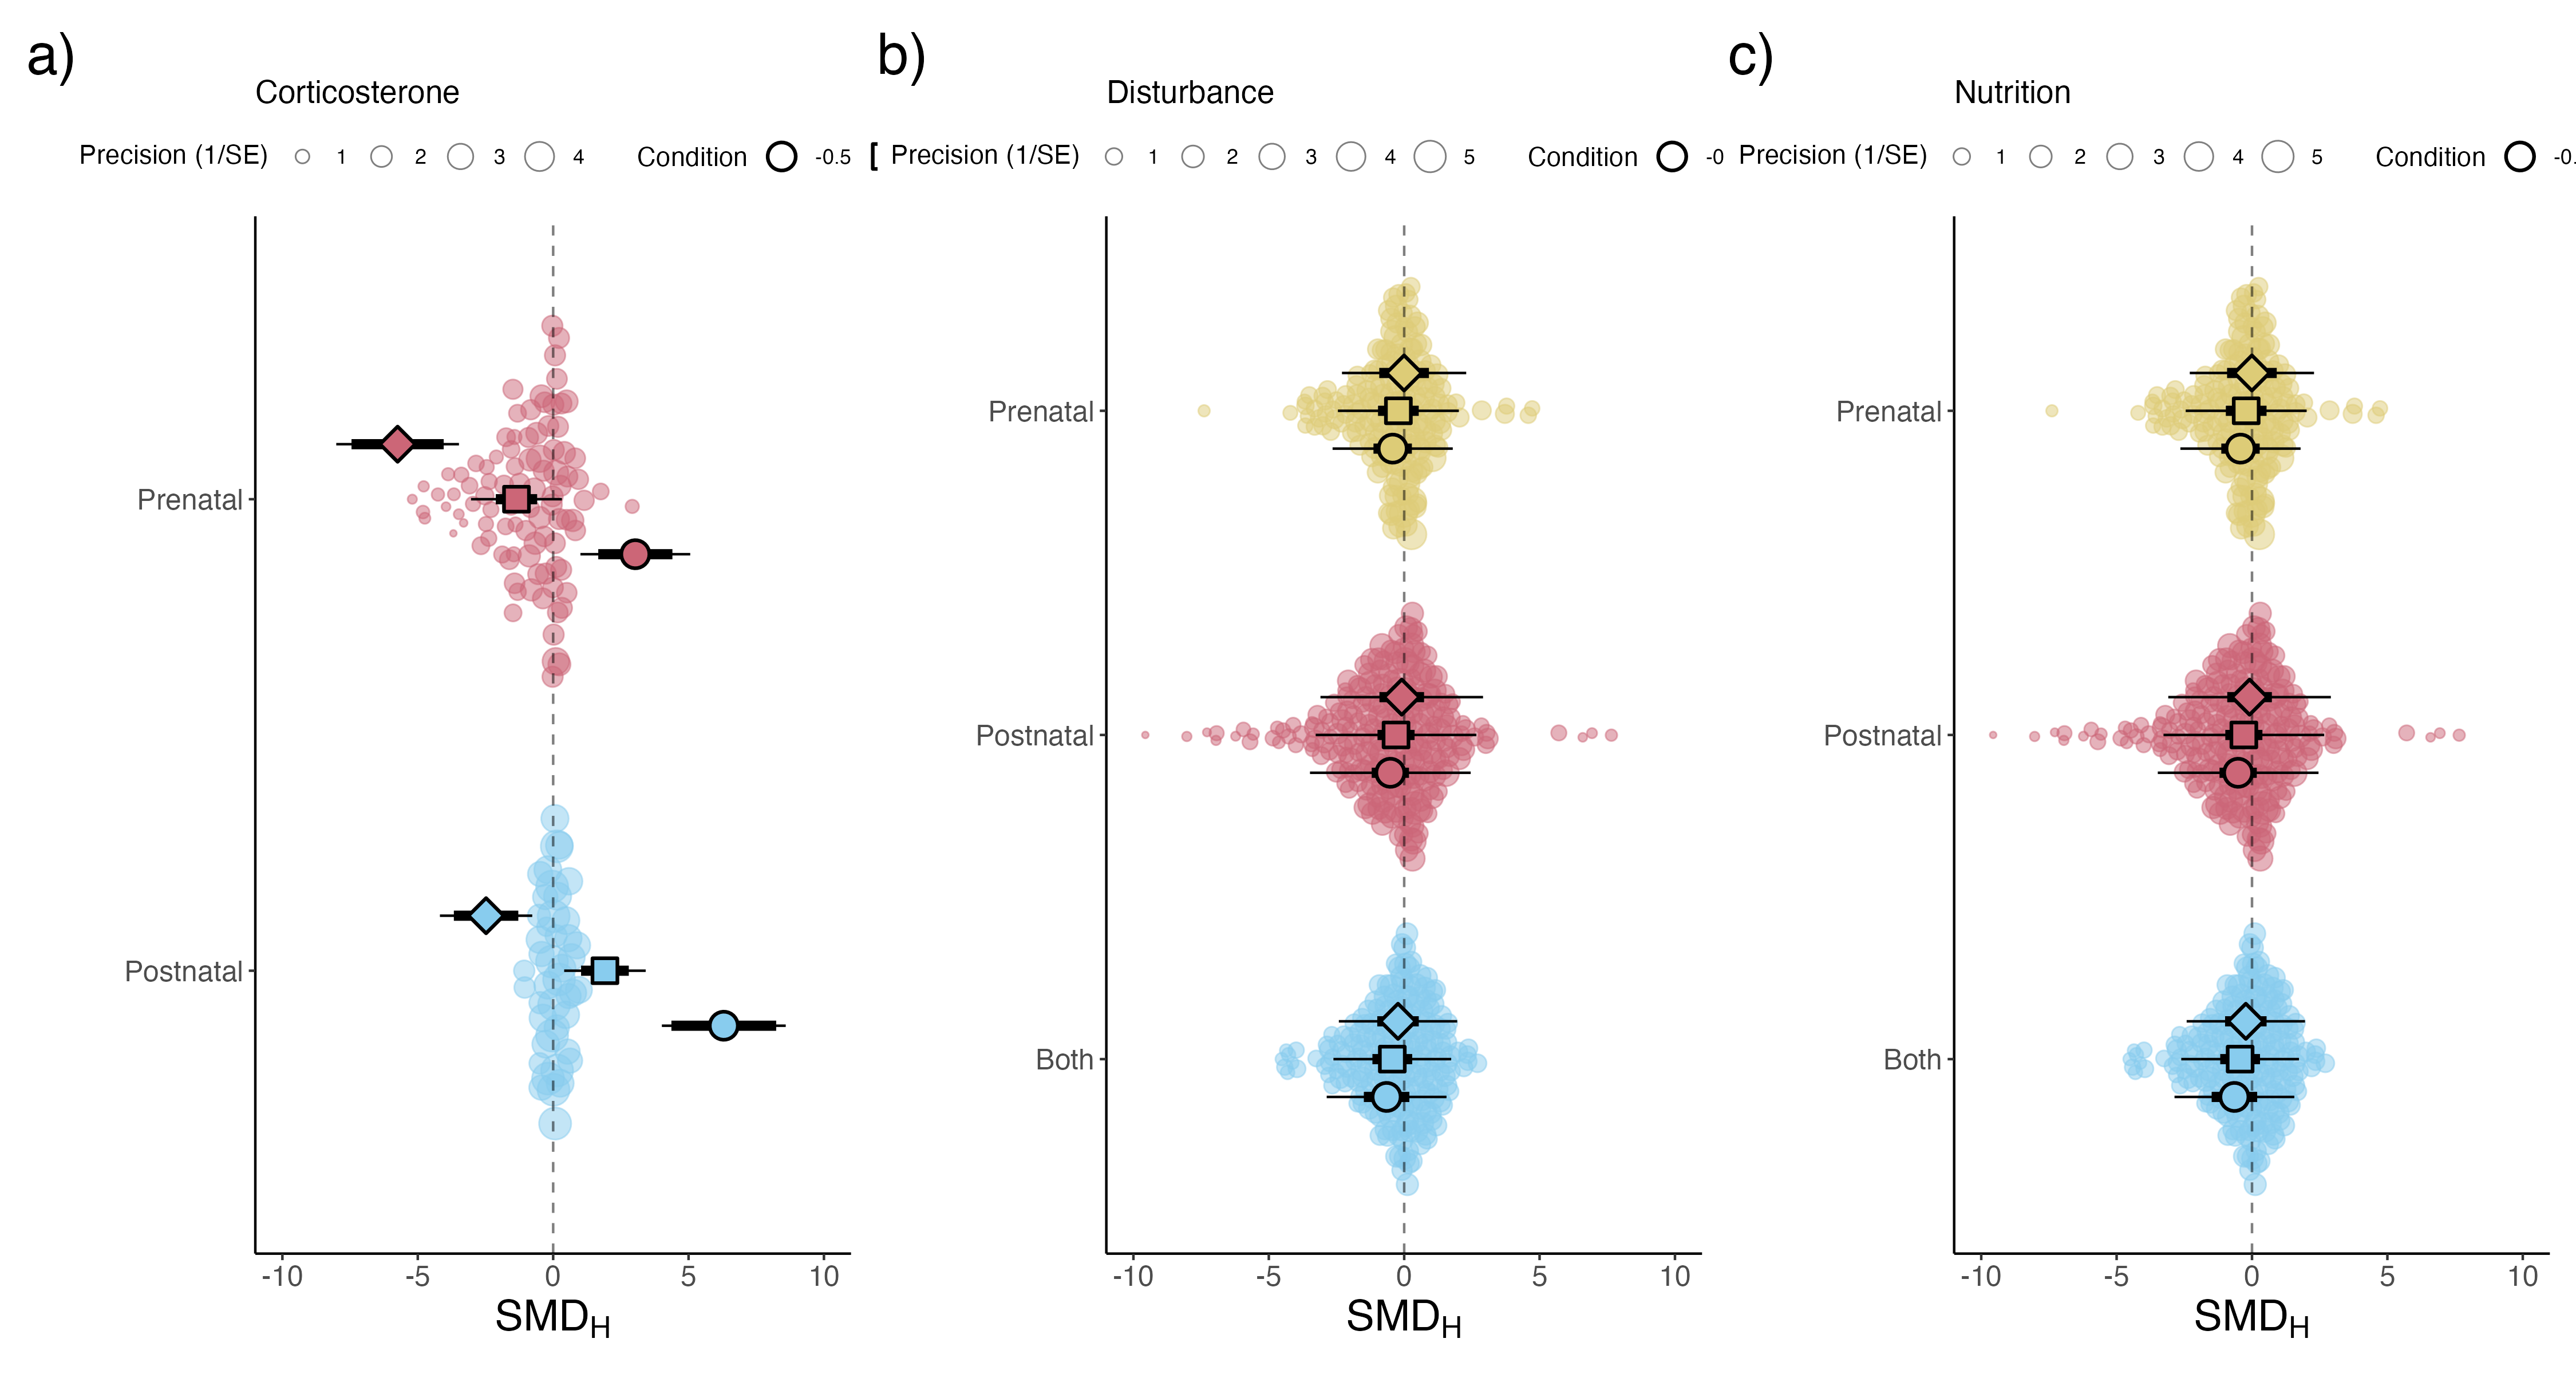 a)
Corticosterone
Precision (1/SE) 1 2 3 4 Condition -0.5 [
Prenatal
Postnatal
-10 -5 0 5 10
SMDH
b)
Disturbance
Precision (1/SE) 1 2 3 4 5 Condition -0
Prenatal
Postnatal
Both
-10 -5 0 5 10
SMDH
c)
Nutrition
Precision (1/SE) 1 2 3 4 5 Condition -0.
Prenatal
Postnatal
Both
-10 -5 0 5 10
SMDH